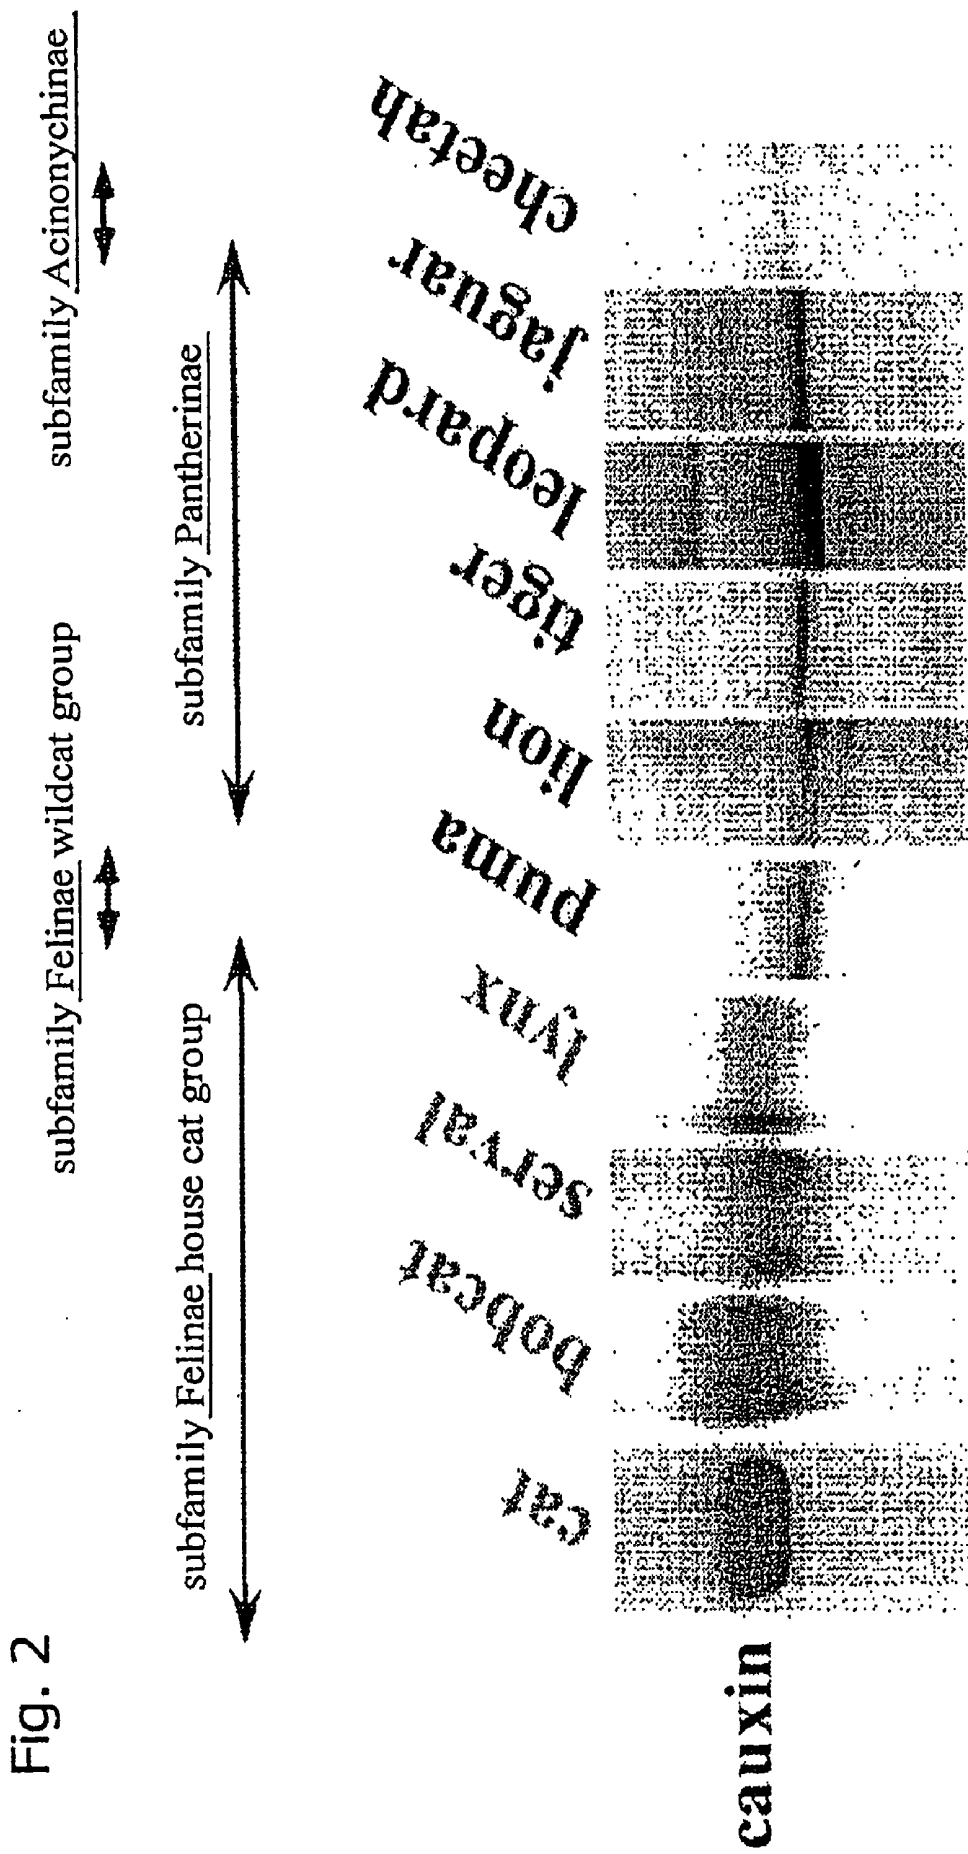 Fig. 2
subfamily Felinae wildcat group
subfamily Acinonychinae
subfamily Felinae house cat group
subfamily Pantherinae
cat
bobcat
serval
lynx
puma
lion
tiger
leopard
jaguar
cheetah
cauxin